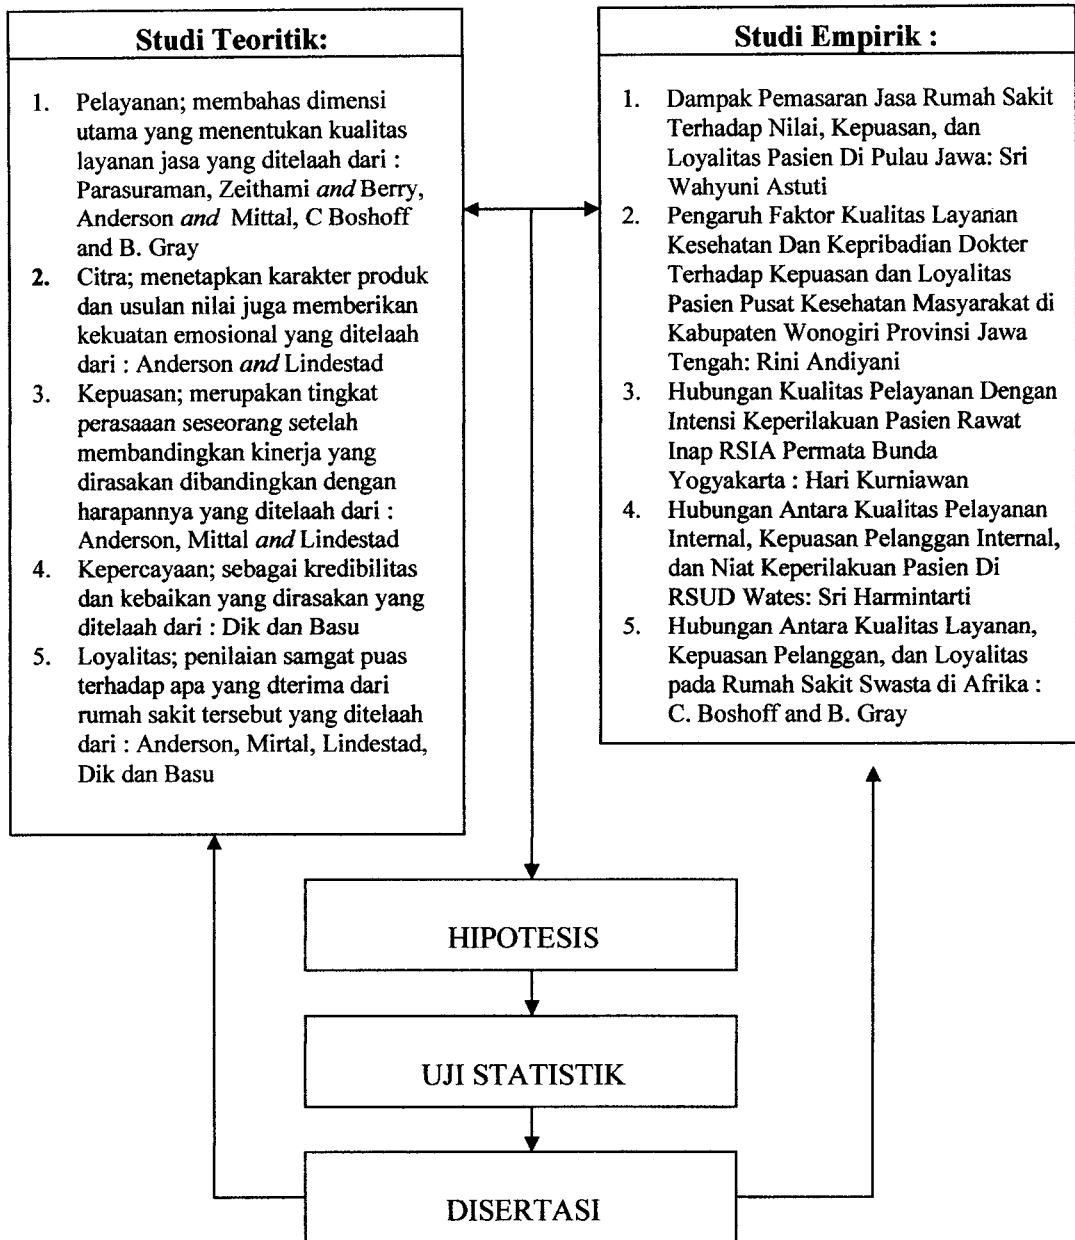 Studi Teoritik:
1. Pelayanan; membahas dimensi
utama yang menentukan kualitas
layanan jasa yang ditelaah dari :
Parasuraman, Zeithami and Berry,
Anderson and Mittal, C Boshoff
and B. Gray
2. Citra; menetapkan karakter produk
dan usulan nilai juga memberikan
kekuatan emosional yang ditelaah
dari : Anderson and Lindestad
3. Kepuasan; merupakan tingkat
perasaaan seseorang setelah
membandingkan kinerja yang
dirasakan dibandingkan dengan
harapannya yang ditelaah dari :
Anderson, Mittal and Lindestad
4. Kepercayaan; sebagai kredibilitas
dan kebaikan yang dirasakan yang
ditelaah dari : Dik dan Basu
5. Loyalitas; penilaian samgat puas
terhadap apa yang dterima dari
rumah sakit tersebut yang ditelaah
dari : Anderson, Mirtal, Lindestad,
Dik dan Basu
Studi Empirik :
1. Dampak Pemasaran Jasa Rumah Sakit
Terhadap Nilai, Kepuasan, dan
Loyalitas Pasien Di Pulau Jawa: Sri
Wahyuni Astuti
2. Pengaruh Faktor Kualitas Layanan
Kesehatan Dan Kepribadian Dokter
Terhadap Kepuasan dan Loyalitas
Pasien Pusat Kesehatan Masyarakat di
Kabupaten Wonogiri Provinsi Jawa
Tengah: Rini Andiyani
3. Hubungan Kualitas Pelayanan Dengan
Intensi Keperilakuan Pasien Rawat
Inap RSIA Permata Bunda
Yogyakarta : Hari Kurniawan
4. Hubungan Antara Kualitas Pelayanan
Internal, Kepuasan Pelanggan Internal,
dan Niat Keperilakuan Pasien Di
RSUD Wates: Sri Harmintarti
5. Hubungan Antara Kualitas Layanan,
Kepuasan Pelanggan, dan Loyalitas
pada Rumah Sakit Swasta di Afrika :
C. Boshoff and B. Gray
HIPOTESIS
UJI STATISTIK
DISERTASI